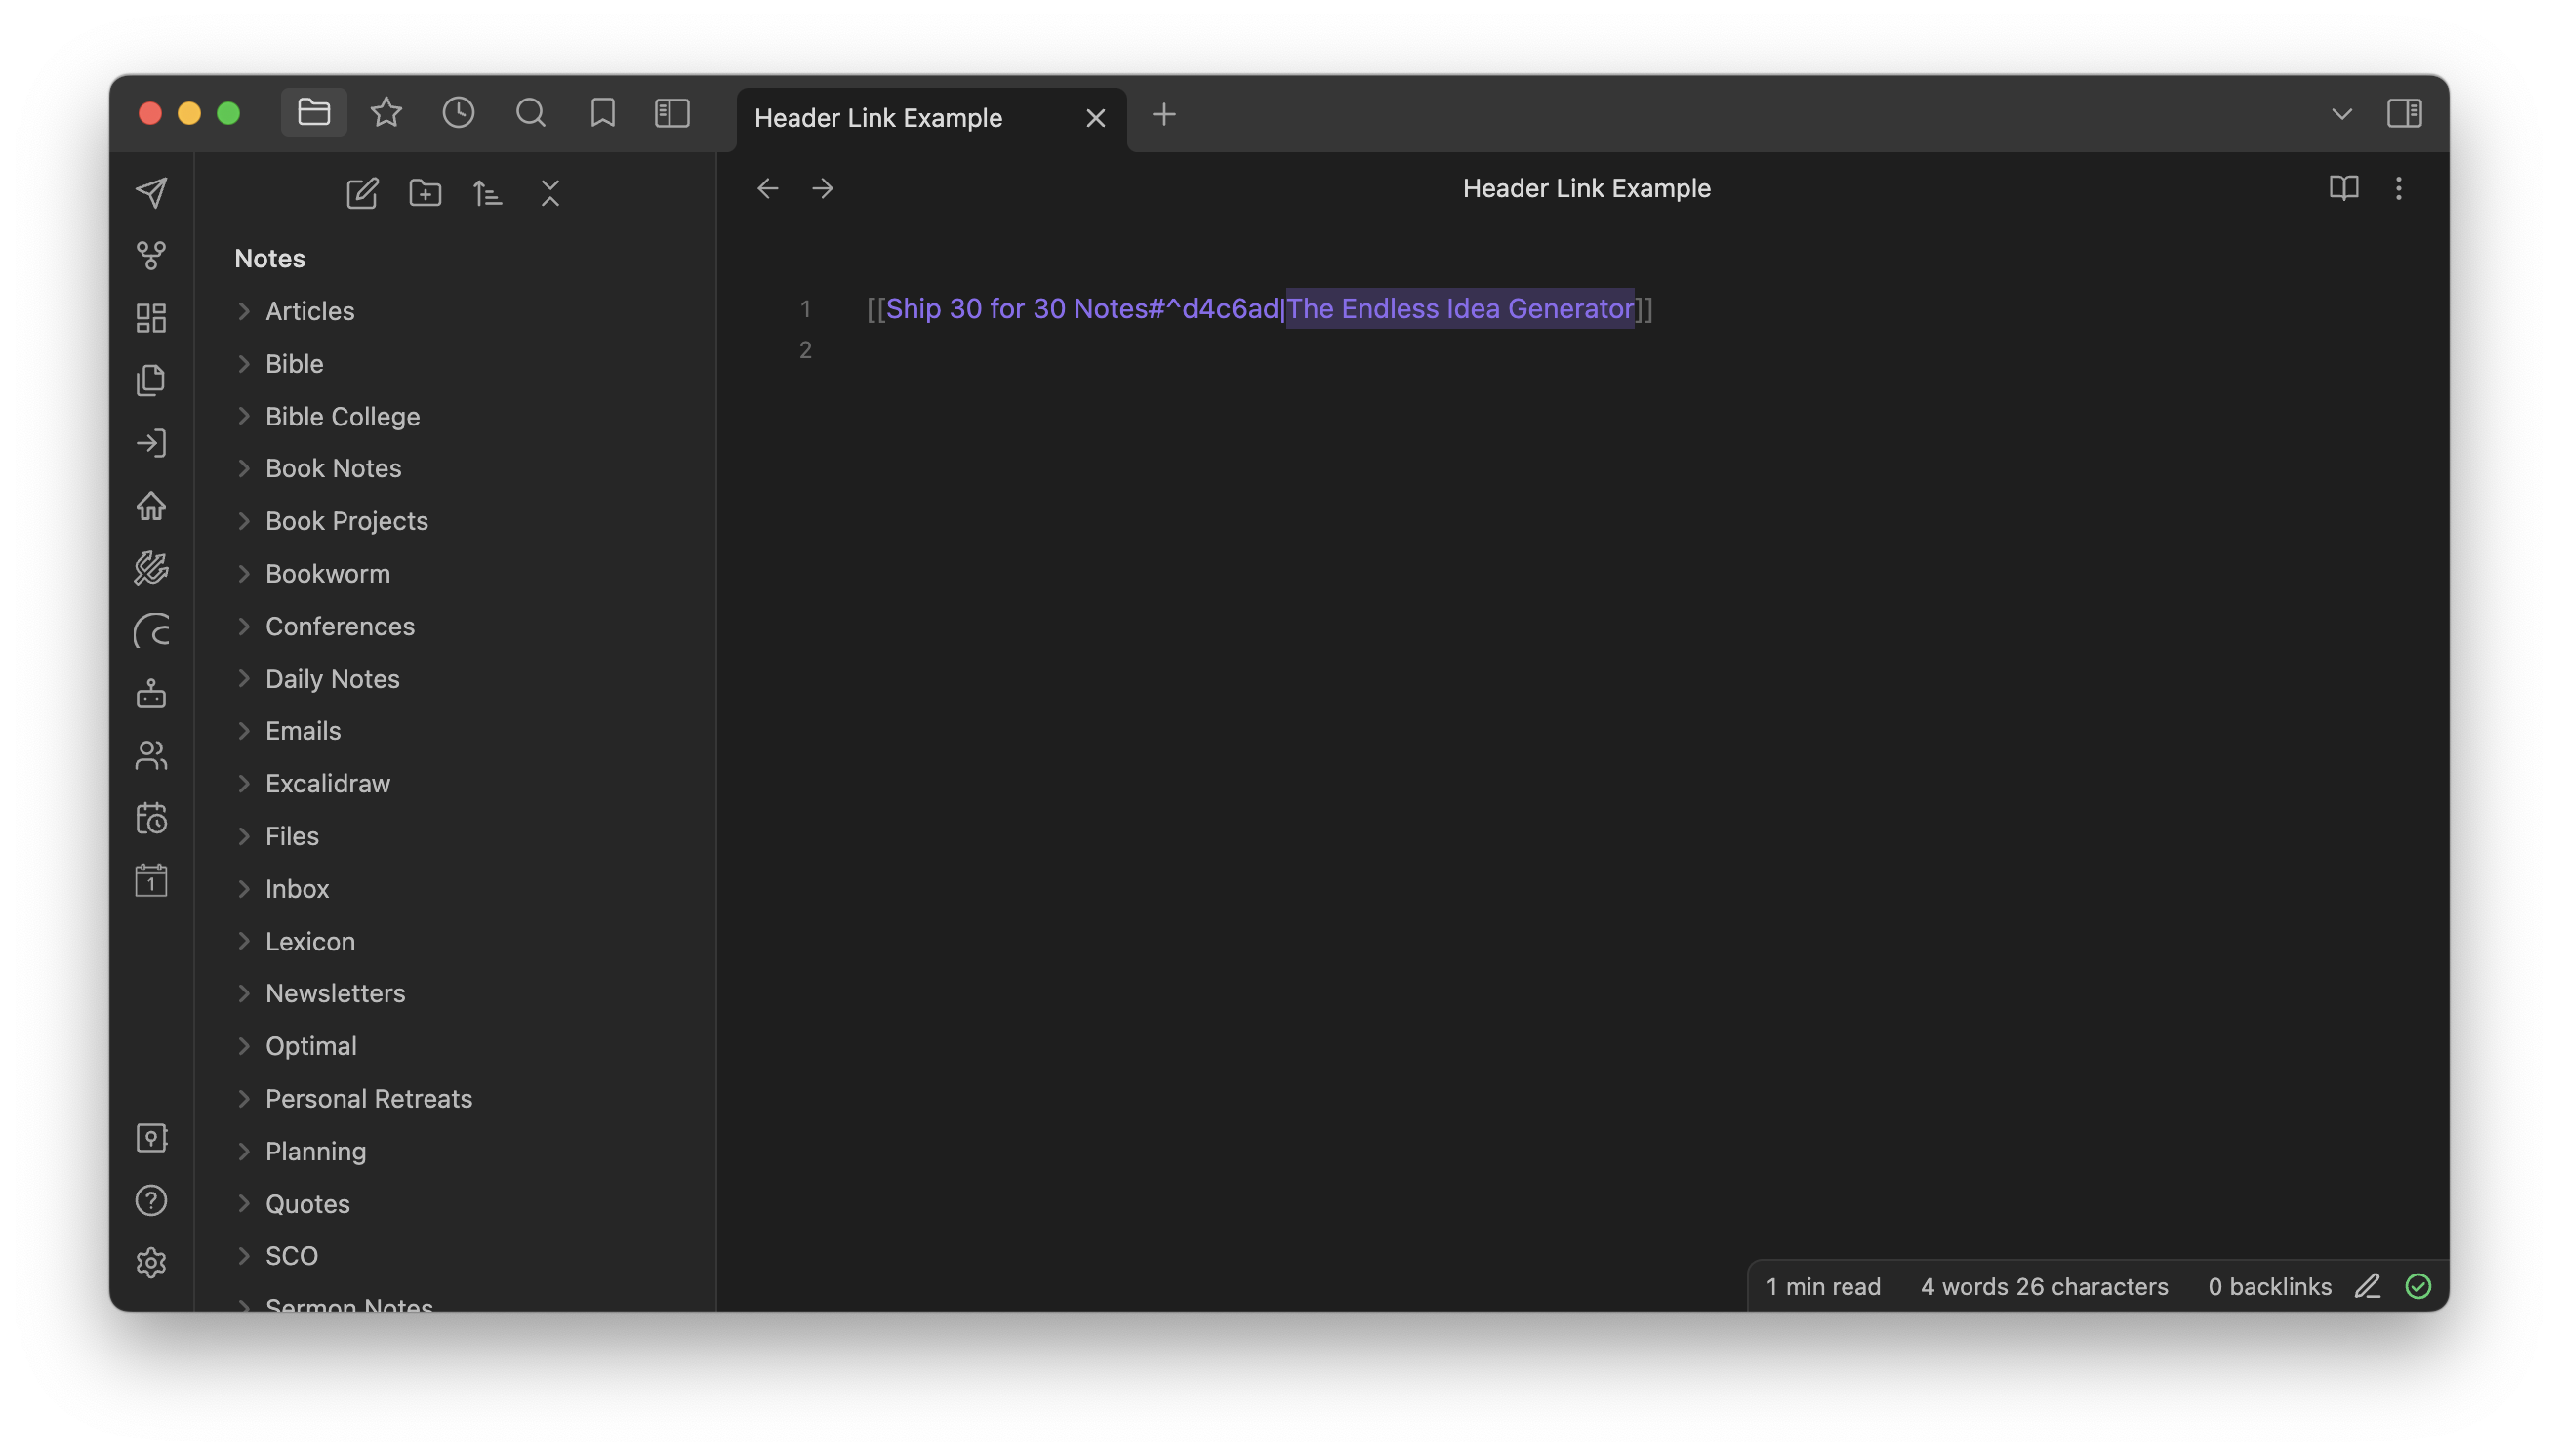 Header Link Example
Header Link Example
Notes
Articles
Bible
Bible College
Book Notes
Book Projects
Bookworm
Conferences
Daily Notes
Emails
Excalidraw
Files
Inbox
Lexicon
Newsletters
Optimal
Personal Retreats
Planning
Quotes
SCO
Sermon Notes
1
1 [[Ship 30 for 30 Notes#^d4c6ad|The Endless Idea Generator]]
2
1 min read 4 words 26 characters 0 backlinks